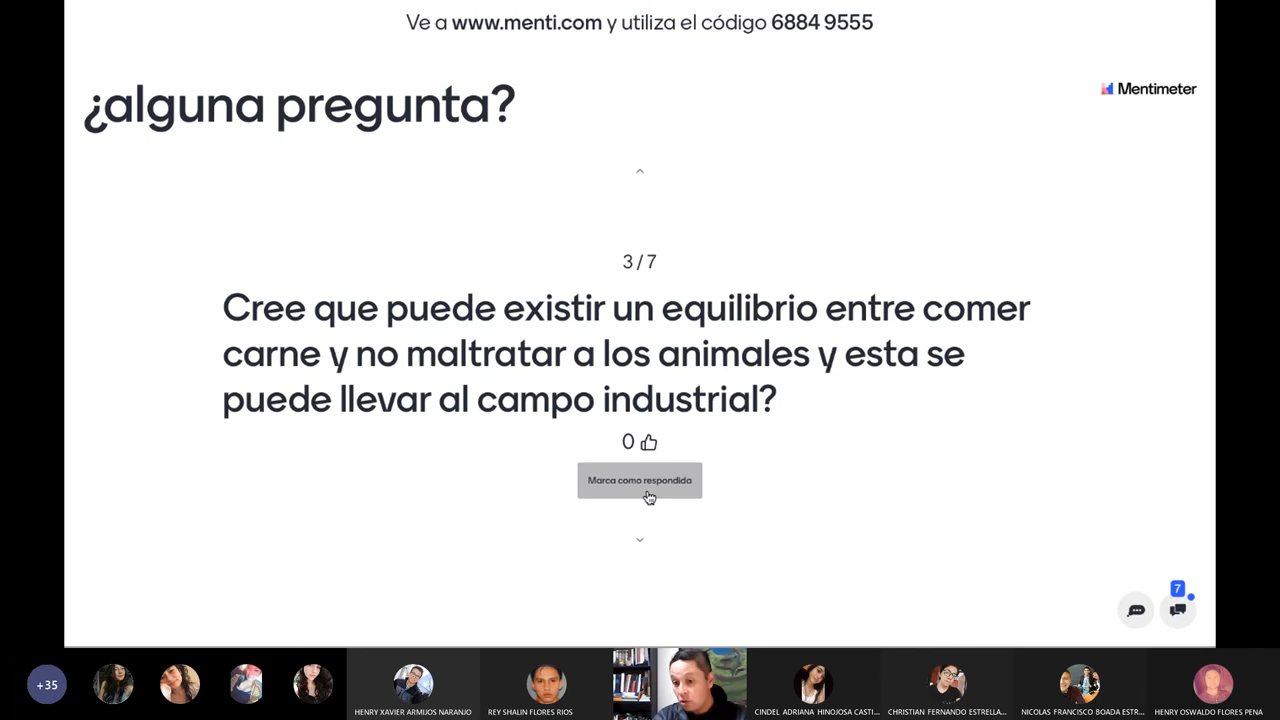 Ve a www.menti.com y utiliza el código 6884 9555
¿alguna pregunta?
Mentimeter
3 / 7
Cree que puede existir un equilibrio entre comer
carne y no maltratar a los animales y esta se
puede llevar al campo industrial?
0
Marca como respondida
7
+35
HENRY XAVIER ARMIJOS NARANJO
REY SHALIN FLORES RIOS
CINDEL ADRIANA HINOJOSA CASTI...
CHRISTIAN FERNANDO ESTRELLA...
NICOLAS FRANCISCO BOADA ESTR...
HENRY OSWALDO FLORES PENA